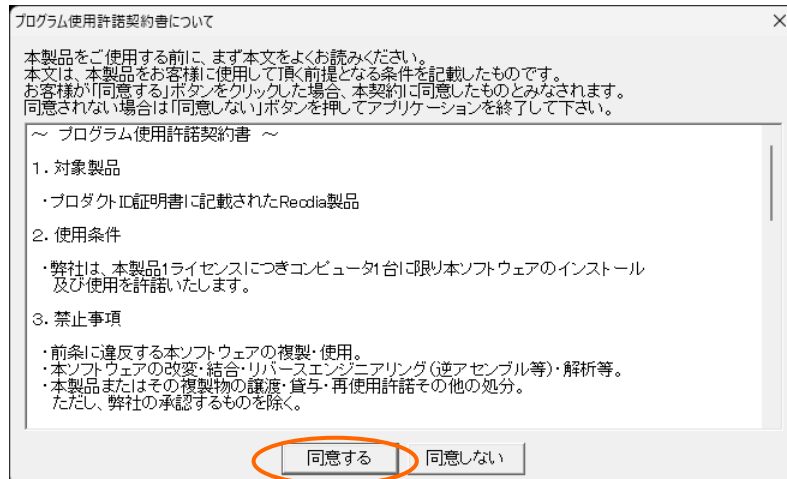 プログラム使用許諾契約書について
本製品をご使用する前に、まず本文をよくお読みください。
本文は、本製品をお客様に使用して頂く前提となる条件を記載したものです。
お客様が「同意する」ボタンをクリックした場合、本契約に同意したものとみなされます。
同意されない場合は「同意しない」ボタンを押してアプリケーションを終了して下さい。
～ プログラム使用許諾契約書 ～
1. 対象製品
・プロダクトID証明書に記載されたRecdia製品
2. 使用条件
・弊社は、本製品1ライセンスにつきコンピュータ1台に限り本ソフトウェアのインストール
及び使用を許諾いたします。
3. 禁止事項
・前条に違反する本ソフトウェアの複製・使用。
・本ソフトウェアの改変・結合・リバースエンジニアリング(逆アセンブル等)・解析等。
・本製品またはその複製物の譲渡・貸与・再使用許諾その他の処分。
ただし、弊社の承認するものを除く。
同意する
同意しない